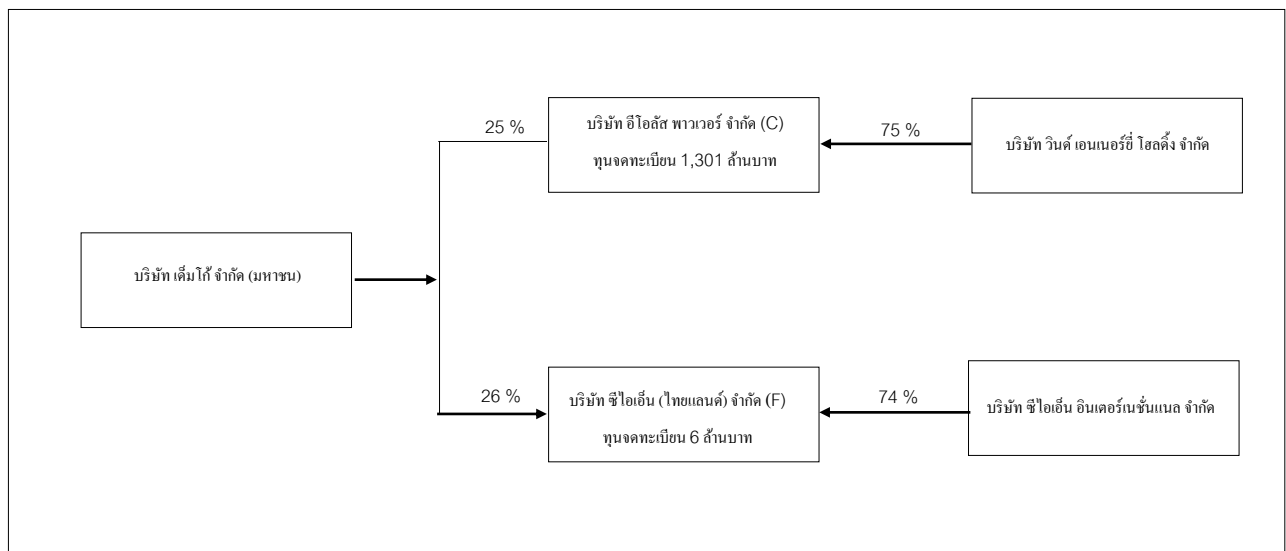 25 %
บริษัท อีโอลัส พาวเวอร์ จำกัด (C)
ทุนจดทะเบียน 1,301 ล้านบาท
75 %
บริษัท วินด์ เอนเนอร์ยี่ โฮลดิ้ง จำกัด
บริษัท เด็มโก้ จำกัด (มหาชน)
26 %
บริษัท ซีไอเอ็น (ไทยแลนด์) จำกัด (F)
ทุนจดทะเบียน 6 ล้านบาท
74 %
บริษัท ซีไอเอ็น อินเตอร์เนชั่นแนล จำกัด